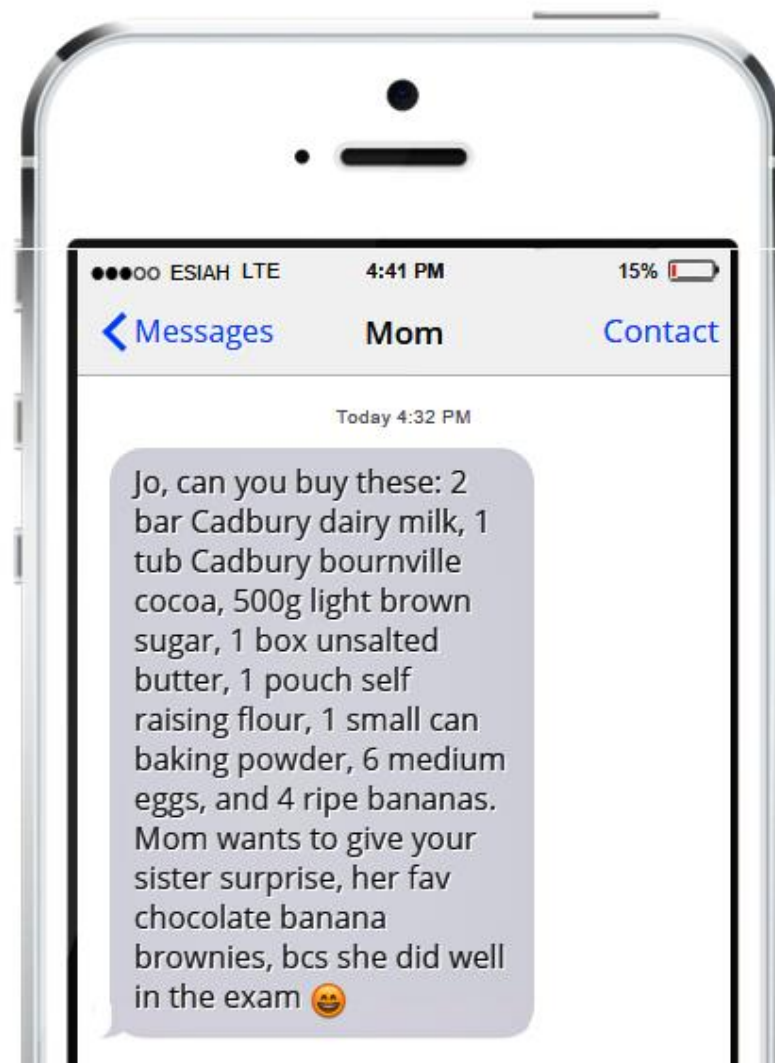 ●●●○○ ESIAH LTE 4:41 PM 15%
Messages Mom Contact
Today 4:32 PM
Jo, can you buy these: 2
bar Cadbury dairy milk, 1
tub Cadbury bournville
cocoa, 500g light brown
sugar, 1 box unsalted
butter, 1 pouch self
raising flour, 1 small can
baking powder, 6 medium
eggs, and 4 ripe bananas.
Mom wants to give your
sister surprise, her fav
chocolate banana
brownies, bcs she did well
in the exam 😄